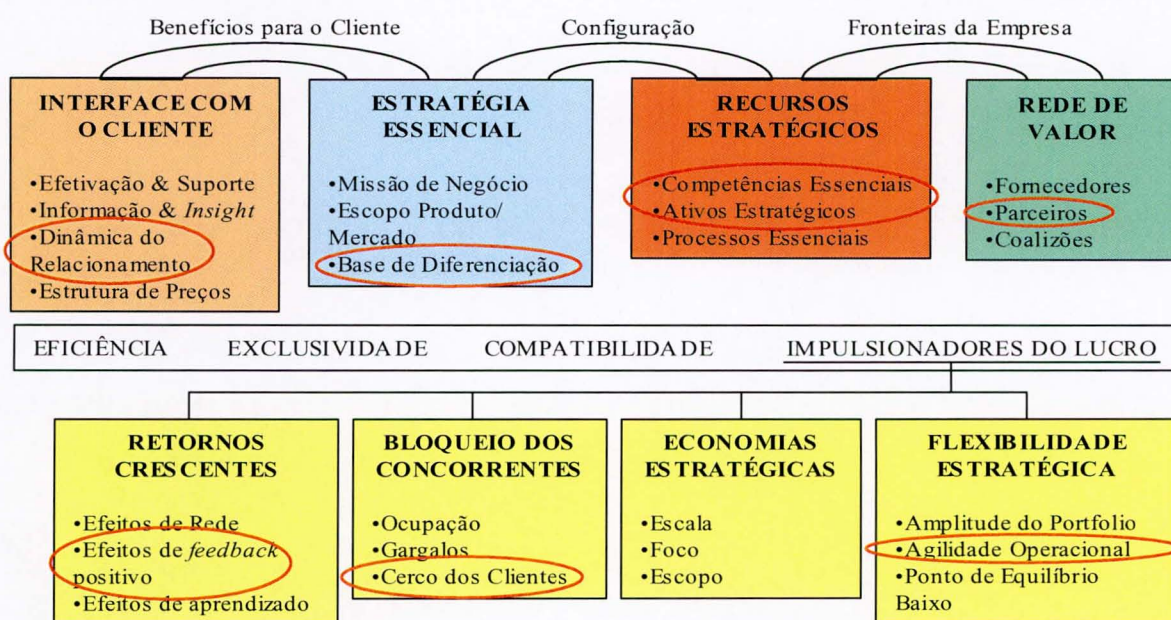 Benefícios para o Cliente
Configuração
Fronteiras da Empresa
INTERFACE COM
O CLIENTE
•Efetivação & Suporte
•Informação & Insight
•Dinâmica do
Relacionamento
•Estrutura de Preços
ESTRATÉGIA
ESSENCIAL
•Missão de Negócio
•Escopo Produto/
Mercado
•Base de Diferenciação
RECURSOS
ESTRATÉGICOS
•Competências Essenciais
•Ativos Estratégicos
•Processos Essenciais
REDE DE
VALOR
•Fornecedores
•Parceiros
•Coalizões
EFICIÊNCIA EXCLUSIVIDADE COMPATIBILIDADE IMPULSIONADORES DO LUCRO
RETORNOS
CRESCENTES
•Efeitos de Rede
•Efeitos de feedback
positivo
•Efeitos de aprendizado
BLOQUEIO DOS
CONCORRENTES
•Ocupação
•Gargalos
•Cerco dos Clientes
ECONOMIAS
ESTRATÉGICAS
•Escala
•Foco
•Escopo
FLEXIBILIDADE
ESTRATÉGICA
•Amplitude do Portfolio
•Agilidade Operacional
•Ponto de Equilíbrio
Baixo